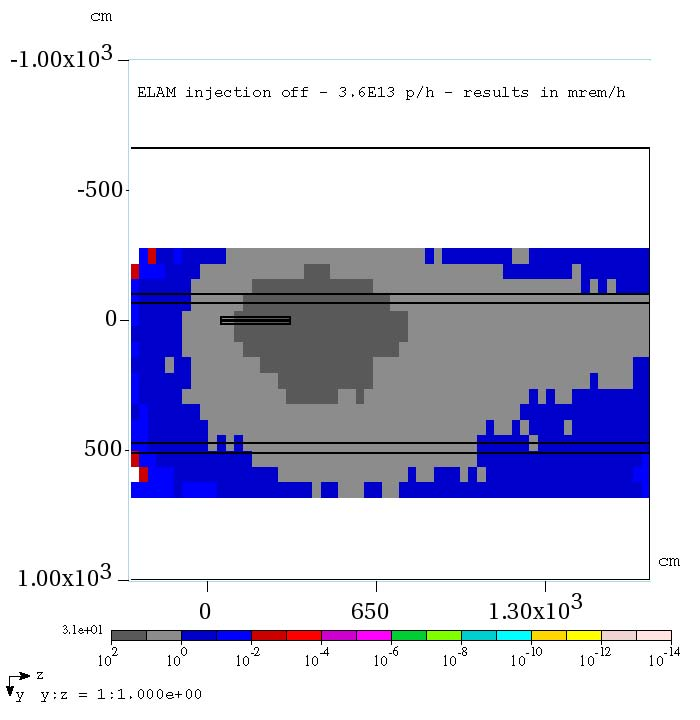 cm
-1.00x10³
ELAM injection off - 3.6E13 p/h - results in mrem/h
-500
0
500
1.00x10³
cm
0 650 1.30x10³
3.1e+01
10² 10⁰ 10⁻² 10⁻⁴ 10⁻⁶ 10⁻⁸ 10⁻¹⁰ 10⁻¹² 10⁻¹⁴
z
y y:z = 1:1.000e+00